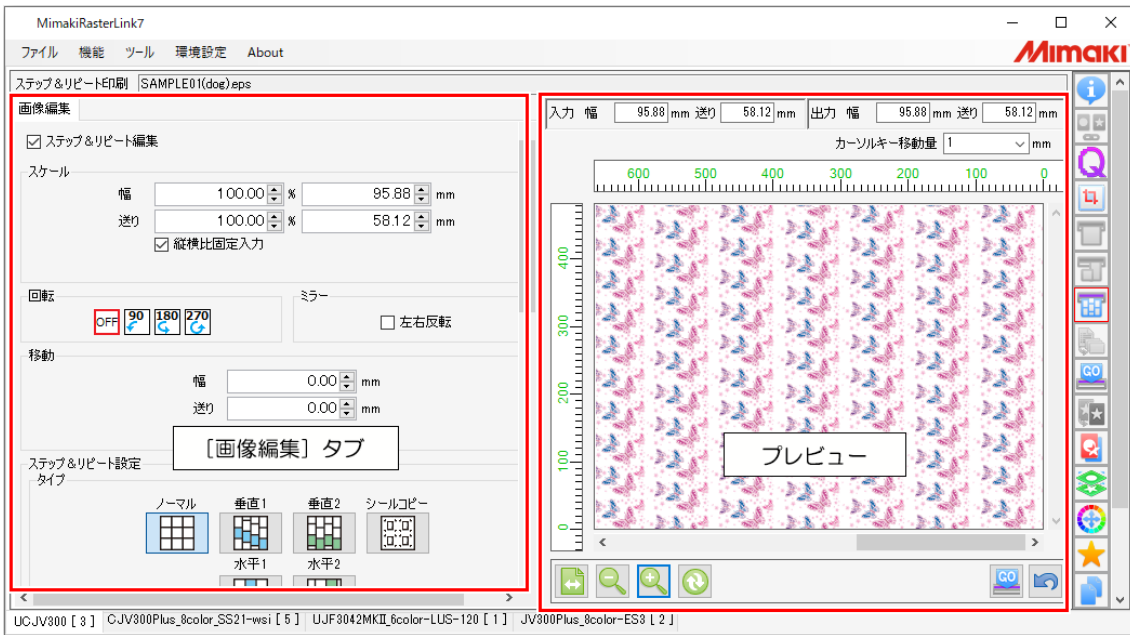 MimakiRasterLink7
ファイル 機能 ツール 環境設定 About
Mimaki
ステップ&リピート印刷 SAMPLE01(dog).eps
画像編集
ステップ&リピート編集
スケール
幅 100.00 % 95.88 mm
送り 100.00 % 58.12 mm
縦横比固定入力
回転
OFF 90 180 270
ミラー
左右反転
移動
幅 0.00 mm
送り 0.00 mm
[画像編集] タブ
ステップ&リピート設定
タイプ
ノーマル 垂直1 垂直2 シールコピー
水平1 水平2
入力 幅 95.88 mm 送り 58.12 mm 出力 幅 95.88 mm 送り 58.12 mm
カーソルキー移動量 1 mm
600 500 400 300 200 100 0
400
300
200
100
0
プレビュー
GO
Q
GO
UCJV300 [ 3 ] CJV300Plus_8color_SS21-wsi [ 5 ] UJF3042MKII_6color-LUS-120 [ 1 ] JV300Plus_8color-ES3 [ 2 ]